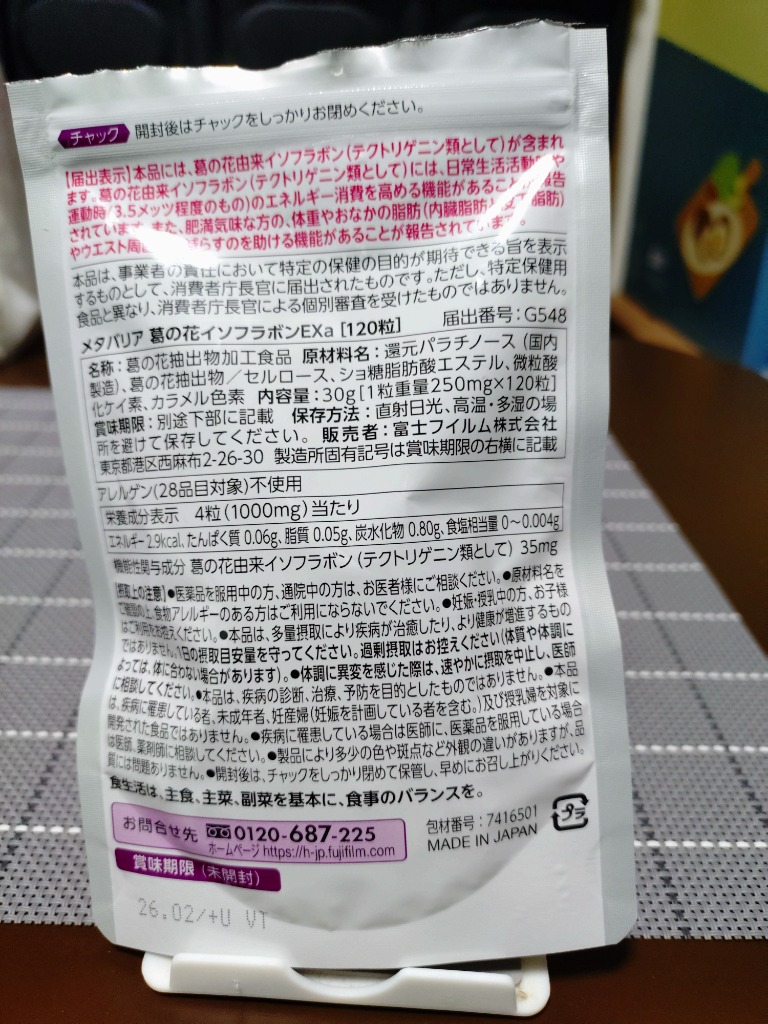 チャック 開封後はチャックをしっかりお閉めください。
【届出表示】本品には、葛の花由来イソフラボン(テクトリゲニン類として)が含まれ
ます。葛の花由来イソフラボン(テクトリゲニン類として)には、日常生活活動
運動時(3.5メッツ程度のもの)のエネルギー消費を高める機能があること 報告
されています。また、肥満気味な方の、体重やおなかの脂肪(内臓脂肪 皮下脂肪)
やウエスト周 らすのを助ける機能があることが報告されています。
本品は、事業者の責任において特定の保健の目的が期待できる旨を表示
するものとして、消費者庁長官に届出されたものです。ただし、特定保健用
食品と異なり、消費者庁長官による個別審査を受けたものではありません。
メタバリア 葛の花イソフラボンEXa [120粒] 届出番号:G548
名称:葛の花抽出物加工食品 原材料名:還元パラチノース(国内
製造)、葛の花抽出物/セルロース、ショ糖脂肪酸エステル、微粒酸
化ケイ素、カラメル色素 内容量:30g[1粒重量250mg×120粒]
賞味期限:別途下部に記載 保存方法:直射日光、高温・多湿の場
所を避けて保存してください。 販売者:富士フイルム株式会社
東京都港区西麻布2-26-30 製造所固有記号は賞味期限の右横に記載
アレルゲン(28品目対象)不使用
栄養成分表示 4粒(1000mg)当たり
エネルギー2.9kcal、たんぱく質 0.06g、脂質 0.05g、炭水化物 0.80g、食塩相当量 0~0.004g
機能性関与成分 葛の花由来イソフラボン(テクトリゲニン類として) 35mg
【摂取上の注意】●医薬品を服用中の方、通院中の方は、お医者様にご相談ください。●原材料名を
ご確認の上、食物アレルギーのある方はご利用にならないでください。●妊娠・授乳中の方、お子様
はご利用をお控えください。●本品は、多量摂取により疾病が治癒したり、より健康が増進するもの
ではありません。1日の摂取目安量を守ってください。過剰摂取はお控えください(体質や体調に
よっては、体に合わない場合があります)。●体調に異変を感じた際は、速やかに摂取を中止し、医師
に相談してください。●本品は、疾病の診断、治療、予防を目的としたものではありません。●本品
は、疾病に罹患している者、未成年者、妊産婦(妊娠を計画している者を含む。)及び授乳婦を対象に
開発された食品ではありません。●疾病に罹患している場合は医師に、医薬品を服用している場合
は医師、薬剤師に相談してください。●製品により多少の色や斑点など外観の違いがありますが、品
質には問題ありません。●開封後は、チャックをしっかり閉めて保管し、早めにお召し上がりください。
食生活は、主食、主菜、副菜を基本に、食事のバランスを。
お問合せ先 0120-687-225
ホームページ https://h-jp.fujifilm.com
包材番号:7416501
MADE IN JAPAN
プラ
賞味期限(未開封)
26.02/+U VT